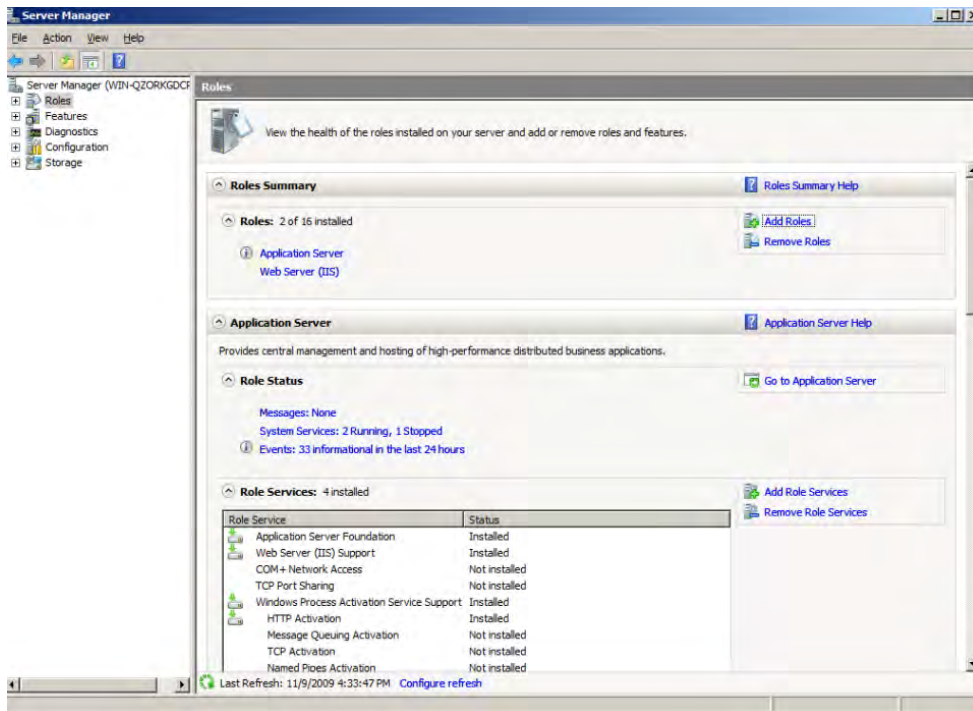 Server Manager
File Action View Help
Server Manager (WIN-QZORKGDCF
Roles
Features
Diagnostics
Configuration
Storage
Roles
View the health of the roles installed on your server and add or remove roles and features.
Roles Summary
Roles Summary Help
Roles: 2 of 16 installed
Add Roles
Remove Roles
Application Server
Web Server (IIS)
Application Server
Application Server Help
Provides central management and hosting of high-performance distributed business applications.
Role Status
Go to Application Server
Messages: None
System Services: 2 Running, 1 Stopped
Events: 33 informational in the last 24 hours
Role Services: 4 installed
Add Role Services
Remove Role Services
Role Service Status
Application Server Foundation Installed
Web Server (IIS) Support Installed
COM+ Network Access Not installed
TCP Port Sharing Not installed
Windows Process Activation Service Support Installed
HTTP Activation Installed
Message Queuing Activation Not installed
TCP Activation Not installed
Named Pipes Activation Not installed
Last Refresh: 11/9/2009 4:33:47 PM Configure refresh